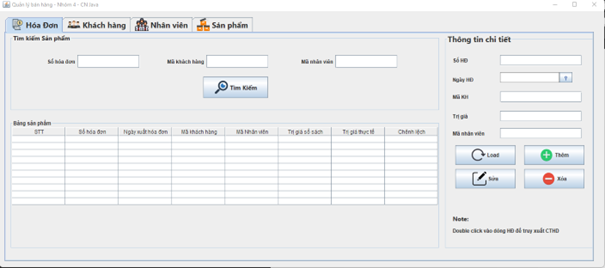 Quản lý bán hàng - Nhóm 4 - CN Java
Hóa Đơn
Khách hàng
Nhân viên
Sản phẩm
Tìm kiếm Sản phẩm
Số hóa đơn
Mã khách hàng
Mã nhân viên
Tìm Kiếm
Bảng sản phẩm
STT Số hóa đơn Ngày xuất hóa đơn Mã khách hàng Mã Nhân viên Trị giá sổ sách Trị giá thực tế Chênh lệch
Thông tin chi tiết
Số HD
Ngày HD
Mã KH
Trị giá
Mã nhân viên
Load
Thêm
Sửa
Xóa
Note:
Double click vào dòng HD để truy xuất CTHD